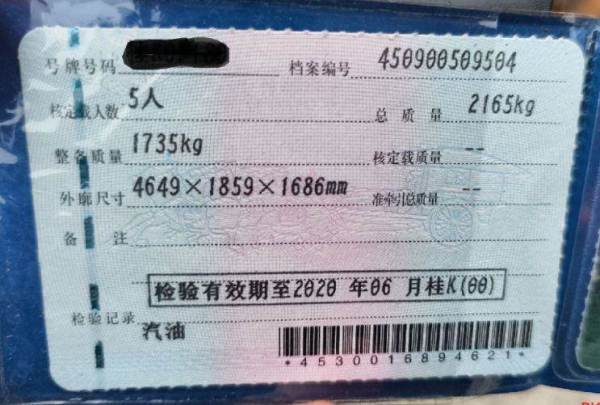 号牌号码 档案编号 450900509504
核定载人数 5人 总质量 2165kg
整备质量 1735kg 核定载质量 --
外廓尺寸 4649×1859×1686mm 准牵引总质量 --
备注
检验有效期至2020 年06 月桂K(00)
检验记录 汽油
*4530016894621*